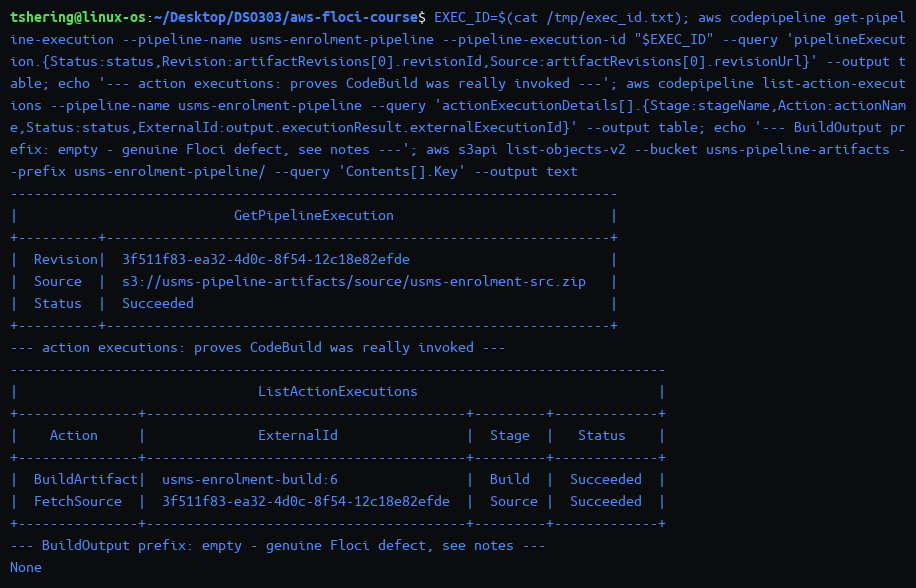 tshering@linux-os:~/Desktop/DSO303/aws-floci-course$ EXEC_ID=$(cat /tmp/exec_id.txt); aws codepipeline get-pipel
ine-execution --pipeline-name usms-enrolment-pipeline --pipeline-execution-id "$EXEC_ID" --query 'pipelineExecut
ion.{Status:status,Revision:artifactRevisions[0].revisionId,Source:artifactRevisions[0].revisionUrl}' --output t
able; echo '--- action executions: proves CodeBuild was really invoked ---'; aws codepipeline list-action-execut
ions --pipeline-name usms-enrolment-pipeline --query 'actionExecutionDetails[].{Stage:stageName,Action:actionNam
e,Status:status,ExternalId:output.executionResult.externalExecutionId}' --output table; echo '--- BuildOutput pr
efix: empty - genuine Floci defect, see notes ---'; aws s3api list-objects-v2 --bucket usms-pipeline-artifacts -
-prefix usms-enrolment-pipeline/ --query 'Contents[].Key' --output text
---------------------------------------------------------------------------
|                           GetPipelineExecution                           |
+----------+---------------------------------------------------------------+
|  Revision|  3f511f83-ea32-4d0c-8f54-12c18e82efde                         |
|  Source  |  s3://usms-pipeline-artifacts/source/usms-enrolment-src.zip   |
|  Status  |  Succeeded                                                    |
+----------+---------------------------------------------------------------+
--- action executions: proves CodeBuild was really invoked ---
---------------------------------------------------------------------------------
|                              ListActionExecutions                              |
+---------------+----------------------------------------+---------+-------------+
|    Action     |              ExternalId                |  Stage  |   Status    |
+---------------+----------------------------------------+---------+-------------+
|  BuildArtifact|  usms-enrolment-build:6                |  Build  |  Succeeded  |
|  FetchSource  |  3f511f83-ea32-4d0c-8f54-12c18e82efde  |  Source |  Succeeded  |
+---------------+----------------------------------------+---------+-------------+
--- BuildOutput prefix: empty - genuine Floci defect, see notes ---
None